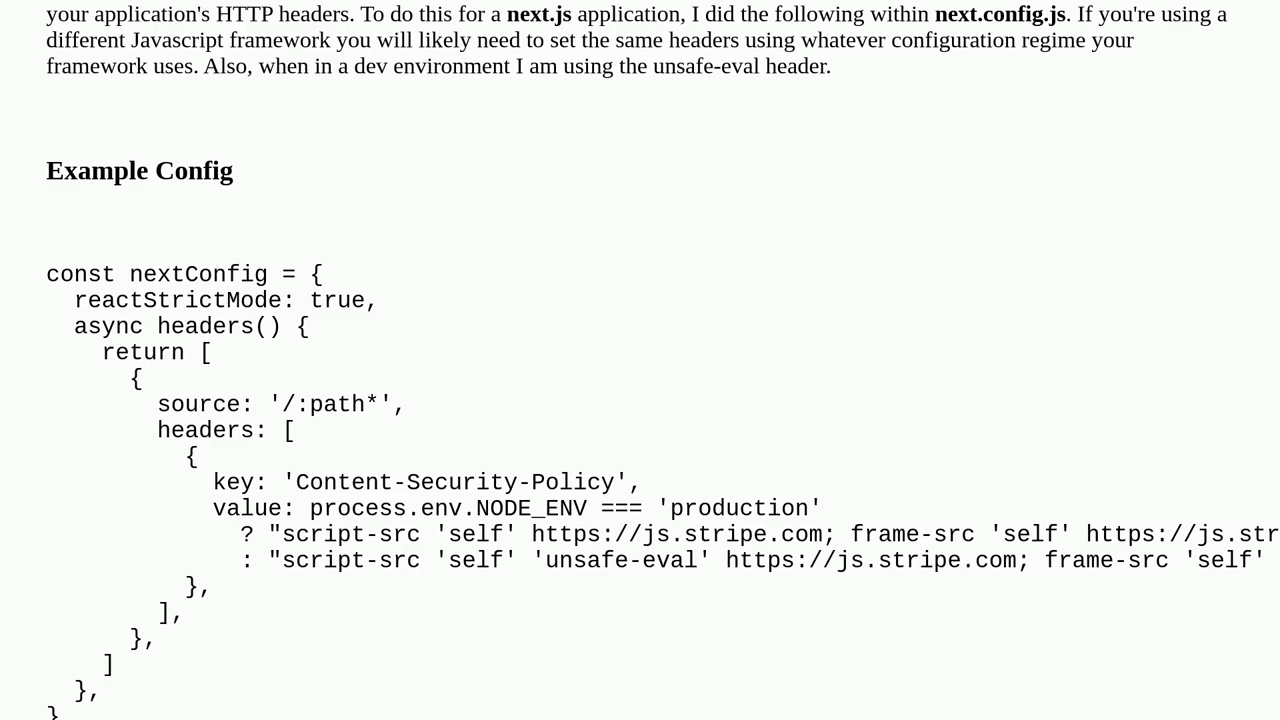 your application's HTTP headers. To do this for a next.js application, I did the following within next.config.js. If you're using a
different Javascript framework you will likely need to set the same headers using whatever configuration regime your
framework uses. Also, when in a dev environment I am using the unsafe-eval header.
Example Config
const nextConfig = {
  reactStrictMode: true,
  async headers() {
    return [
      {
        source: '/:path*',
        headers: [
          {
            key: 'Content-Security-Policy',
            value: process.env.NODE_ENV === 'production'
              ? "script-src 'self' https://js.stripe.com; frame-src 'self' https://js.str
              : "script-src 'self' 'unsafe-eval' https://js.stripe.com; frame-src 'self'
          },
        ],
      },
    ]
  },
}